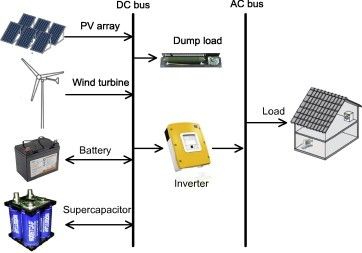 DC bus
AC bus
PV array
Dump load
Wind turbine
Load
Battery
Inverter
Supercapacitor